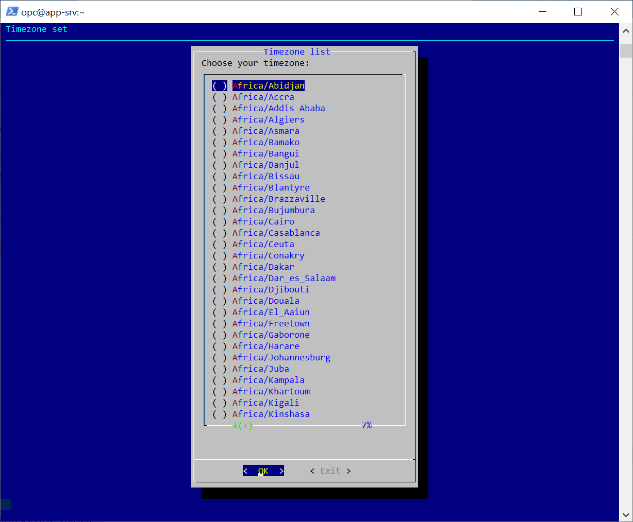 opc@app-srv:~
Timezone set
Timezone list
Choose your timezone:
( ) Africa/Abidjan
( ) Africa/Accra
( ) Africa/Addis_Ababa
( ) Africa/Algiers
( ) Africa/Asmara
( ) Africa/Bamako
( ) Africa/Bangui
( ) Africa/Banjul
( ) Africa/Bissau
( ) Africa/Blantyre
( ) Africa/Brazzaville
( ) Africa/Bujumbura
( ) Africa/Cairo
( ) Africa/Casablanca
( ) Africa/Ceuta
( ) Africa/Conakry
( ) Africa/Dakar
( ) Africa/Dar_es_Salaam
( ) Africa/Djibouti
( ) Africa/Douala
( ) Africa/El_Aaiun
( ) Africa/Freetown
( ) Africa/Gaborone
( ) Africa/Harare
( ) Africa/Johannesburg
( ) Africa/Juba
( ) Africa/Kampala
( ) Africa/Khartoum
( ) Africa/Kigali
( ) Africa/Kinshasa
↓(+) 7%
< OK > < Exit >